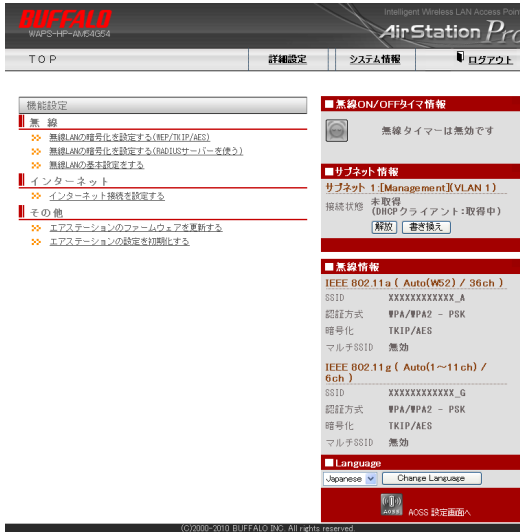 BUFFALO
WAPS-HP-AM54G54
Intelligent Wireless LAN Access Poin
AirStation Pro
TOP
詳細設定
システム情報
ログアウト
機能設定
無 線
無線LANの暗号化を設定する(WEP/TKIP/AES)
無線LANの暗号化を設定する(RADIUSサーバーを使う)
無線LANの基本設定をする
インターネット
インターネット接続を設定する
その他
エアステーションのファームウェアを更新する
エアステーションの設定を初期化する
■無線ON/OFFタイマ情報
無線タイマーは無効です
■サブネット情報
サブネット 1:[Management](VLAN 1)
接続状態 未取得
(DHCPクライアント:取得中)
解放 書き換え
■無線情報
IEEE 802.11a ( Auto(W52) / 36ch )
SSID XXXXXXXXXXXX_A
認証方式 WPA/WPA2 - PSK
暗号化 TKIP/AES
マルチSSID 無効
IEEE 802.11g ( Auto(1～11ch) /
6ch )
SSID XXXXXXXXXXXX_G
認証方式 WPA/WPA2 - PSK
暗号化 TKIP/AES
マルチSSID 無効
■Language
Japanese Change Language
AOSS AOSS 設定画面へ
(C)2000-2010 BUFFALO INC. All rights reserved.